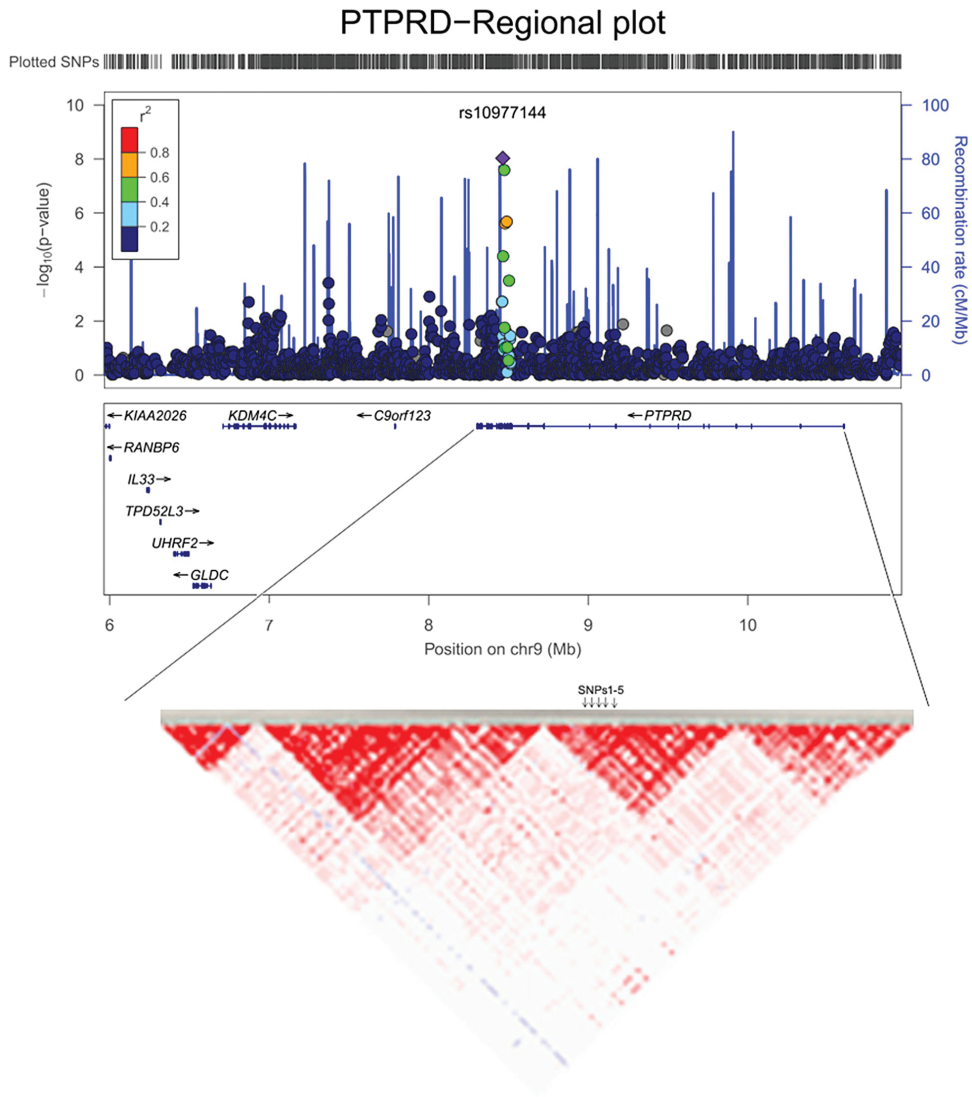 PTPRD−Regional plot
Plotted SNPs
rs10977144
r²
0.8
0.6
0.4
0.2
10
8
6
4
2
0
−log₁₀(p−value)
100
80
60
40
20
0
Recombination rate (cM/Mb)
←KIAA2026
KDM4C→
←C9orf123
←PTPRD
←RANBP6
IL33→
TPD52L3→
UHRF2→
←GLDC
6 7 8 9 10
Position on chr9 (Mb)
SNPs1-5
↓↓↓↓↓